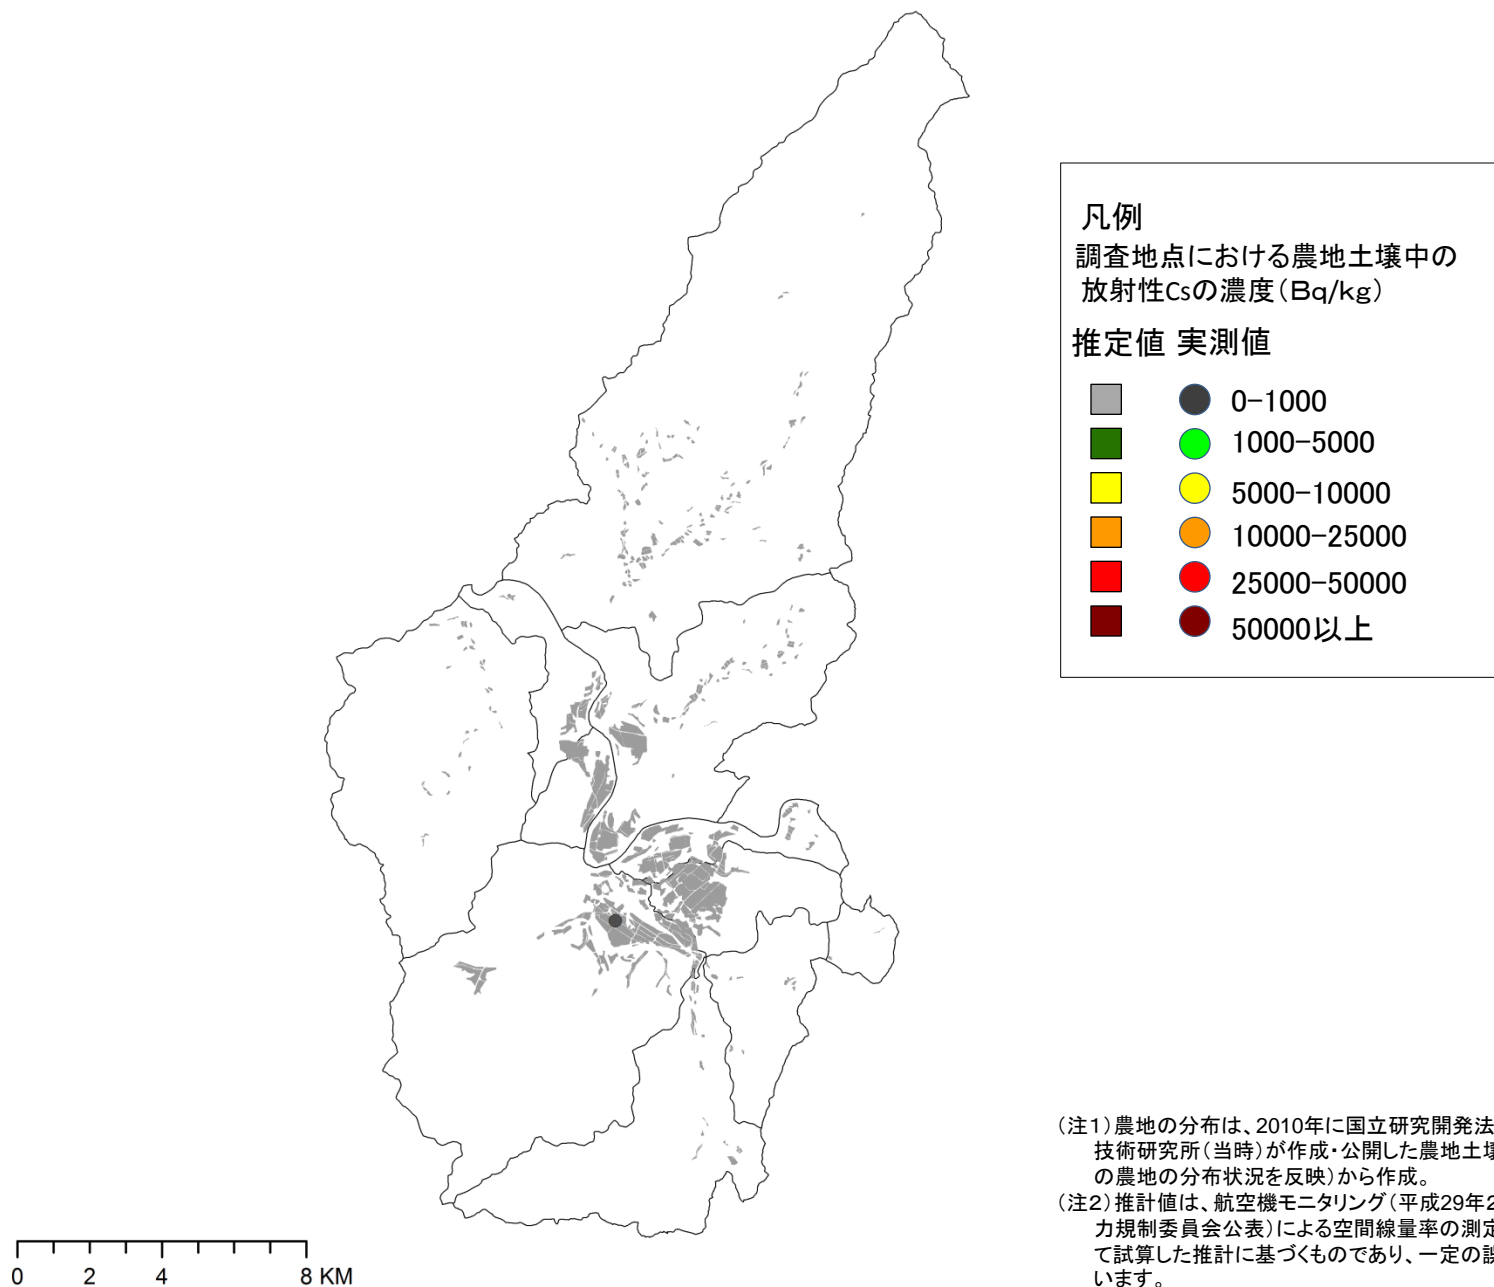 凡例
調査地点における農地土壌中の
放射性Csの濃度(Bq/kg)
推定値 実測値
0-1000
1000-5000
5000-10000
10000-25000
25000-50000
50000以上
(注1)農地の分布は、2010年に国立研究開発法
技術研究所(当時)が作成・公開した農地土壌
の農地の分布状況を反映)から作成。
(注2)推計値は、航空機モニタリング(平成29年2
力規制委員会公表)による空間線量率の測定
て試算した推計に基づくものであり、一定の誤
います。
0 2 4 8 KM